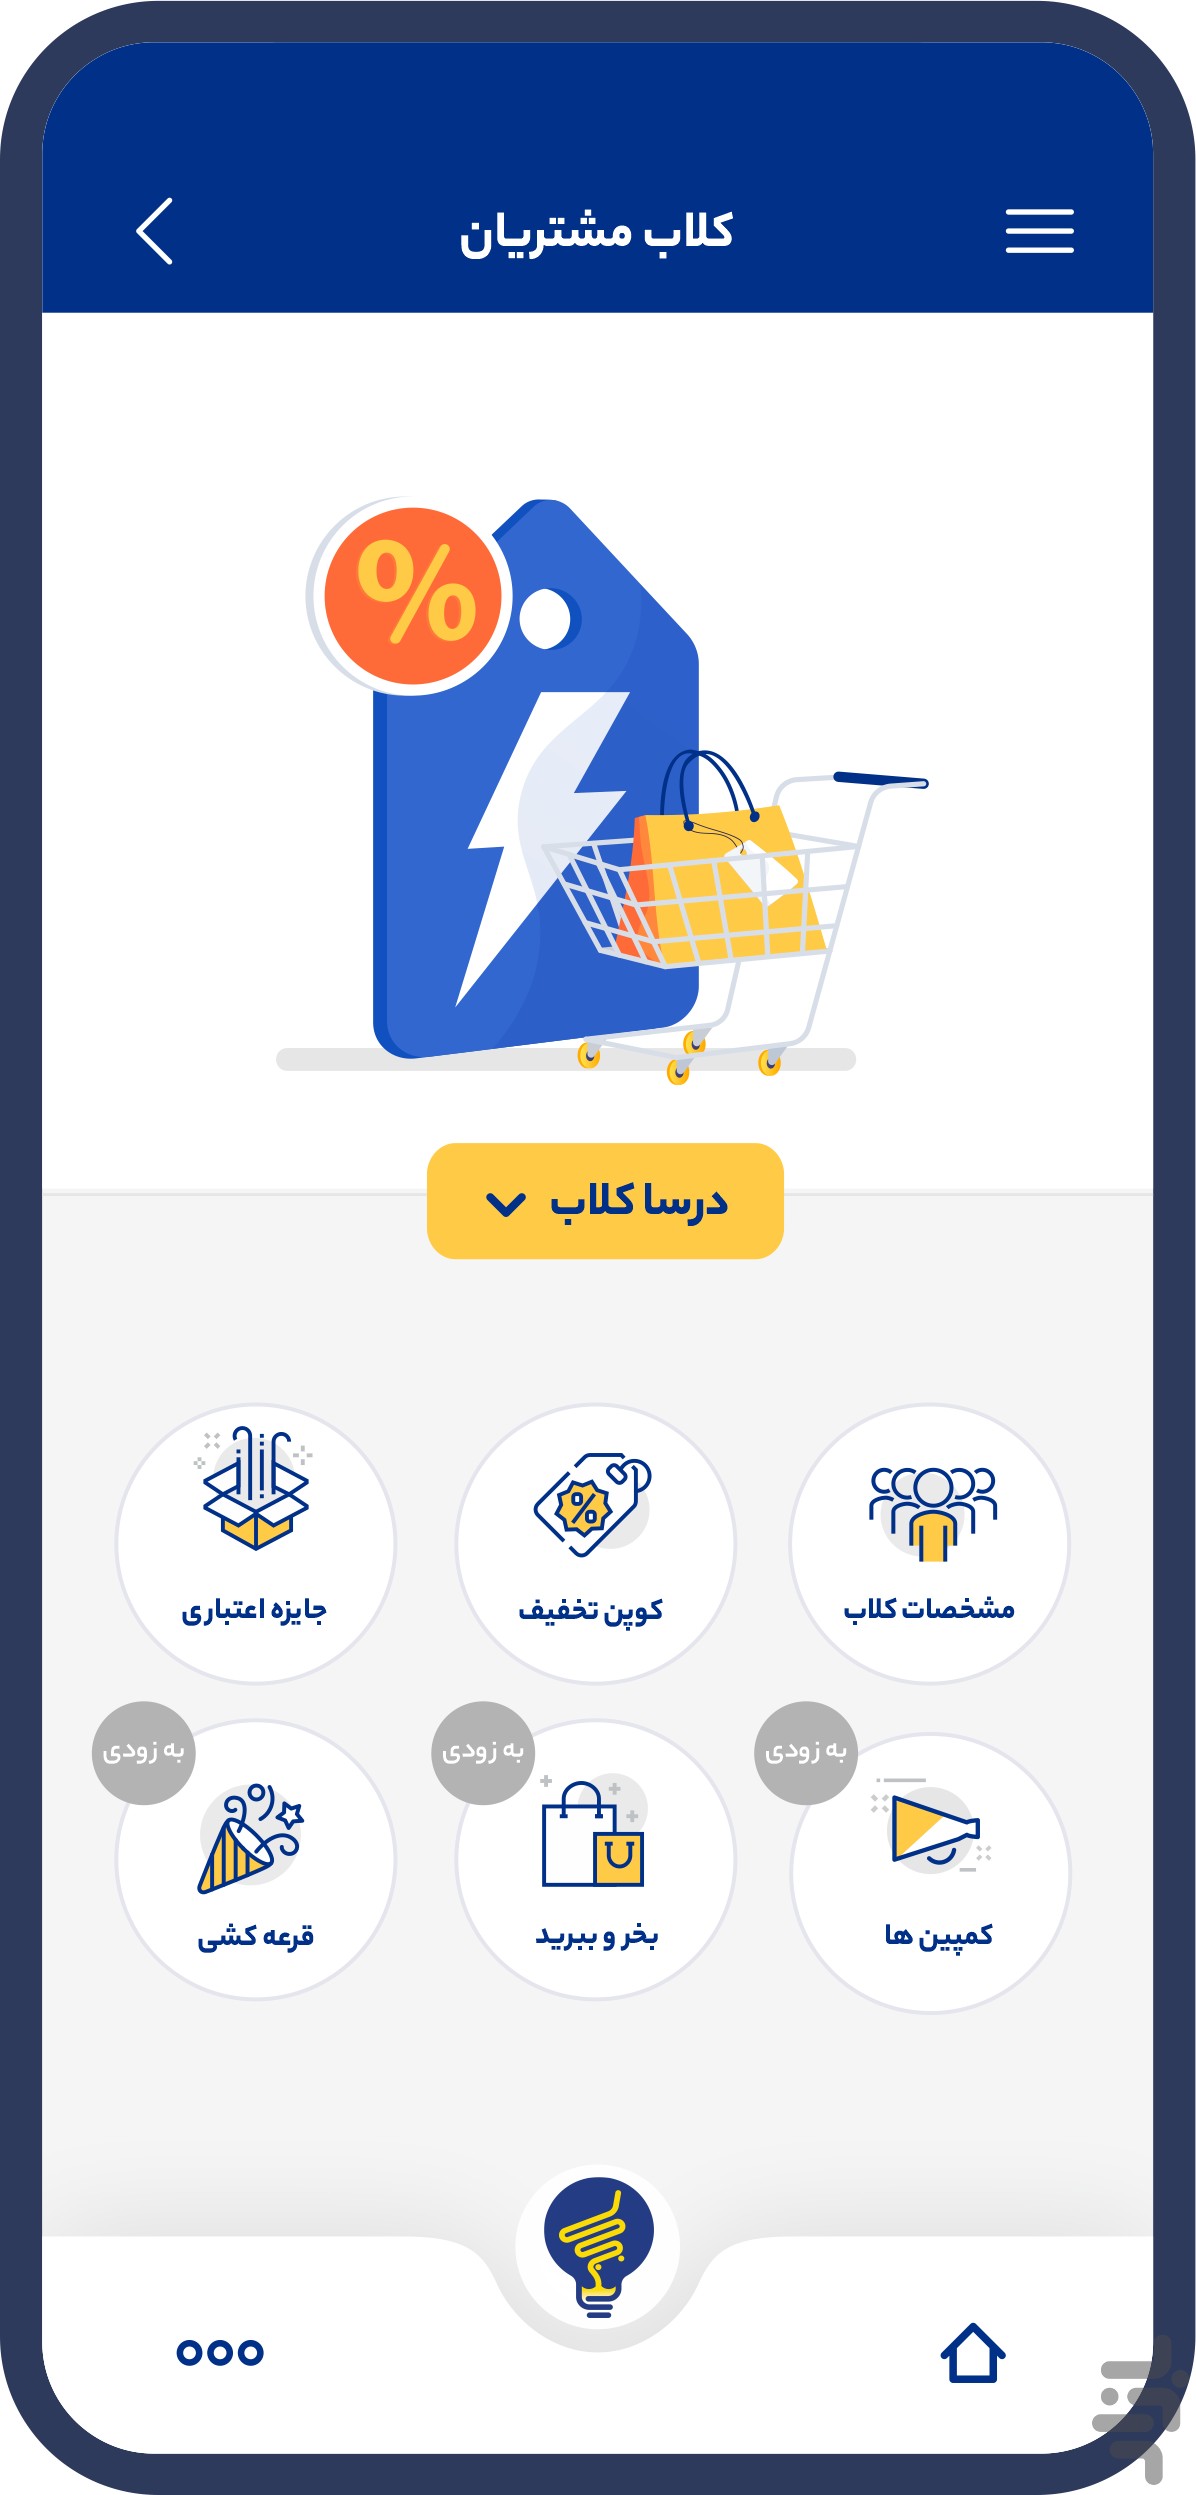 کلاب مشتریان
%
درسا کلاب
%
مشخصات کلاب
کوپن تخفیف
جایزه اعتباری
به زودی
به زودی
به زودی
کمپین ها
بخر و ببرید
قرعه کشی